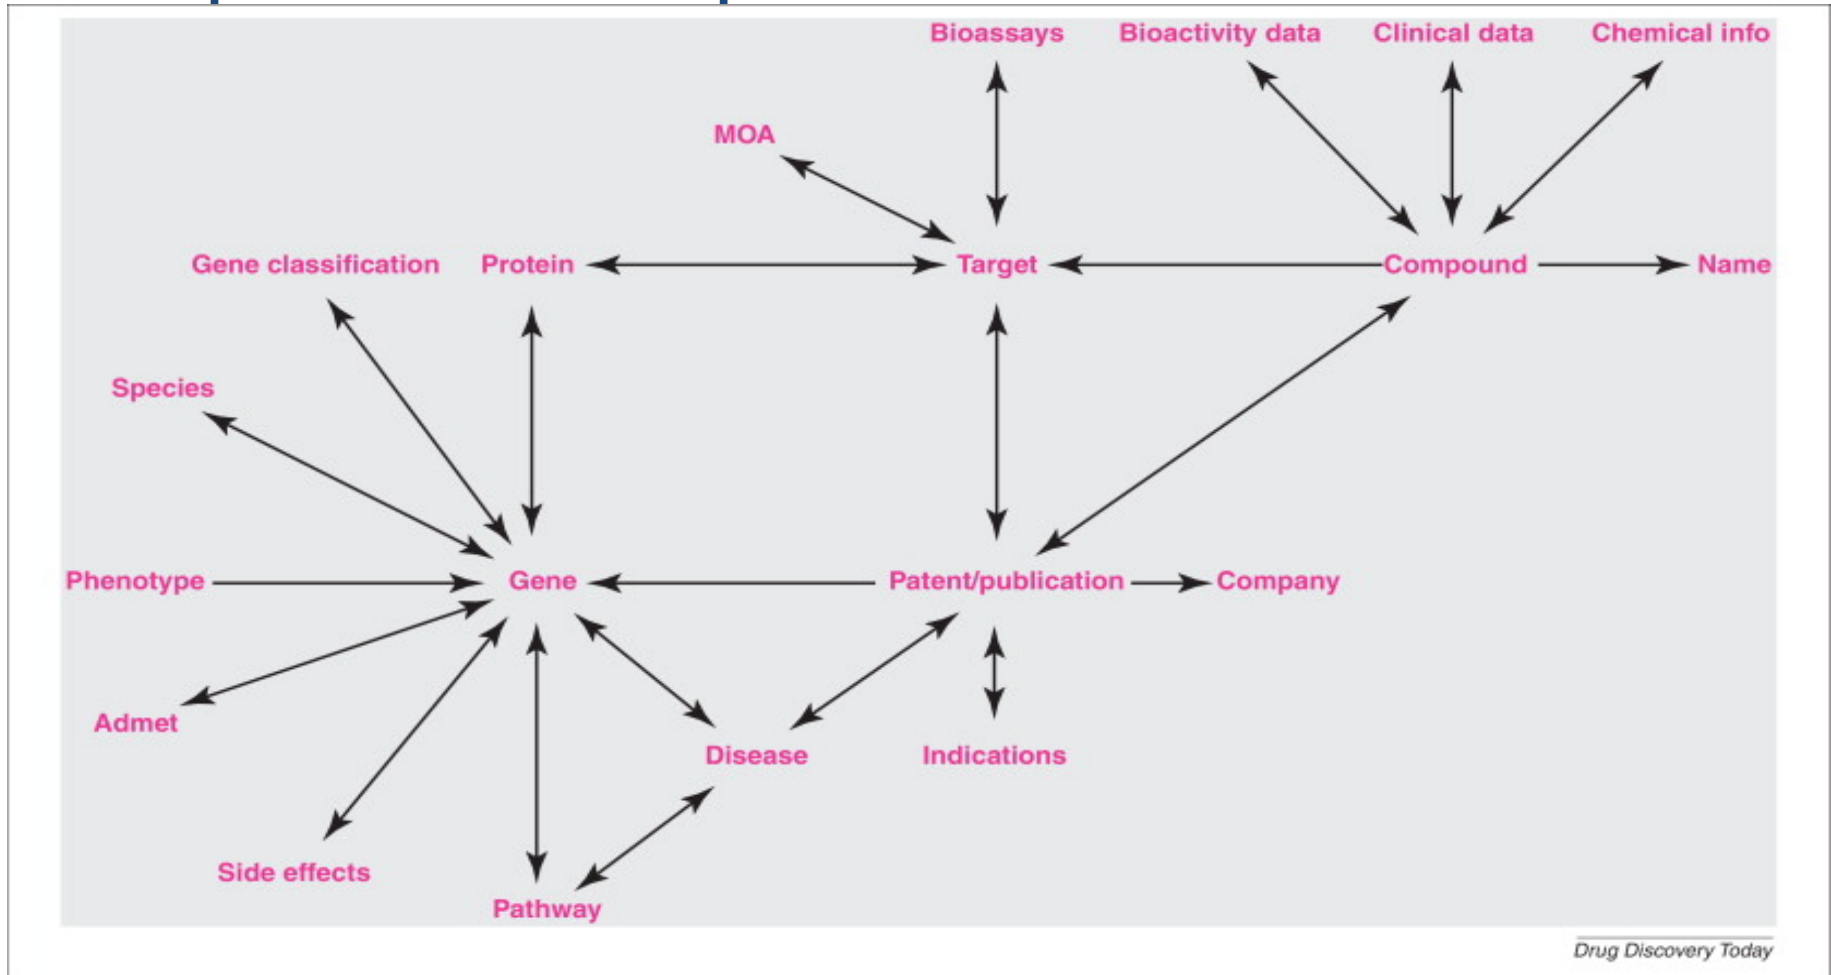 Bioassays Bioactivity data Clinical data Chemical info
MOA
Gene classification Protein Target Compound Name
Species
Phenotype Gene Patent/publication Company
Admet
Disease Indications
Side effects
Pathway
Drug Discovery Today